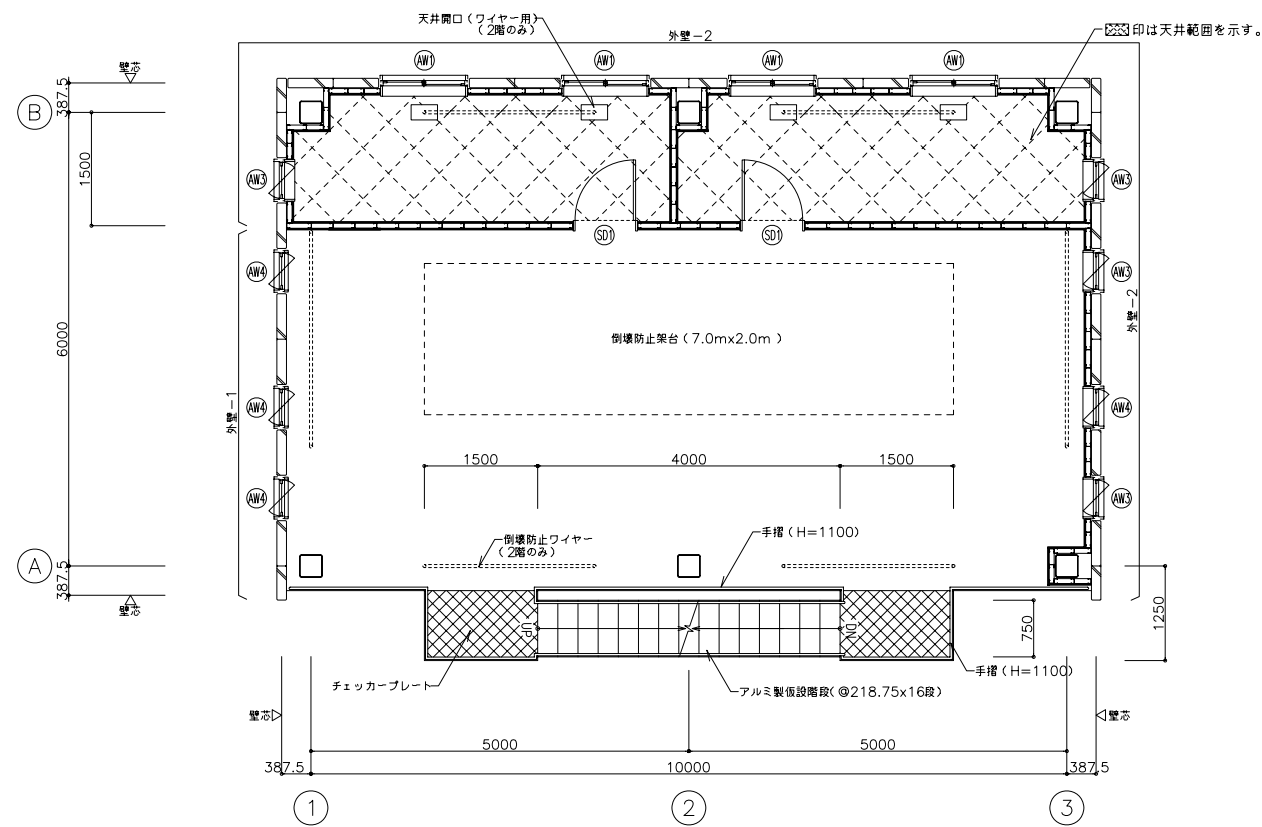 天井開口（ワイヤー用）
（2階のみ）
外壁－2
印は天井範囲を示す。
壁芯
AW1
AW1
AW1
AW1
387.5
B
1500
AW3
AW3
SD1
SD1
AW4
AW3
外壁－2
6000
倒壊防止架台（7.0mx2.0m ）
外壁－1
AW4
AW4
1500
4000
1500
AW4
AW3
手摺（H=1100）
倒壊防止ワイヤー
（2階のみ）
A
387.5
壁芯
UP
DN
750
1250
手摺（H=1100）
チェッカープレート
アルミ製仮設階段（@218.75x16段）
壁芯
壁芯
5000
5000
387.5
10000
387.5
1
2
3